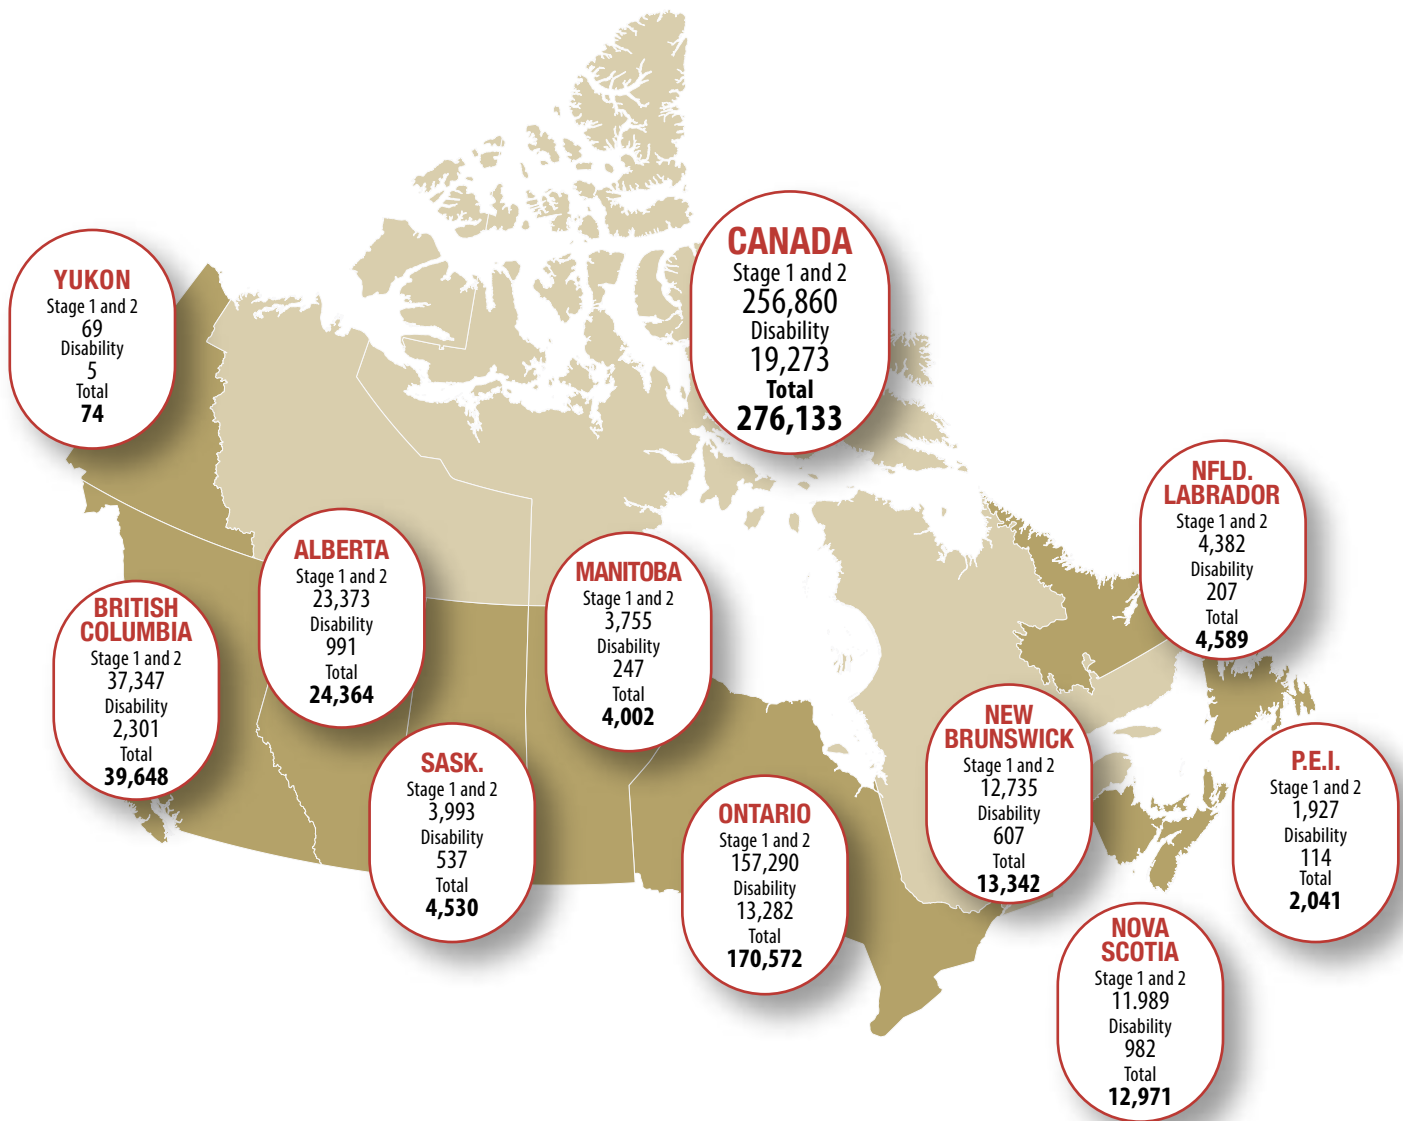 CANADA
Stage 1 and 2
256,860
Disability
19,273
Total
276,133
YUKON
Stage 1 and 2
69
Disability
5
Total
74
NFLD.
LABRADOR
Stage 1 and 2
4,382
Disability
207
Total
4,589
ALBERTA
Stage 1 and 2
23,373
Disability
991
Total
24,364
MANITOBA
Stage 1 and 2
3,755
Disability
247
Total
4,002
BRITISH
COLUMBIA
Stage 1 and 2
37,347
Disability
2,301
Total
39,648
SASK.
Stage 1 and 2
3,993
Disability
537
Total
4,530
ONTARIO
Stage 1 and 2
157,290
Disability
13,282
Total
170,572
NEW
BRUNSWICK
Stage 1 and 2
12,735
Disability
607
Total
13,342
P.E.I.
Stage 1 and 2
1,927
Disability
114
Total
2,041
NOVA
SCOTIA
Stage 1 and 2
11.989
Disability
982
Total
12,971